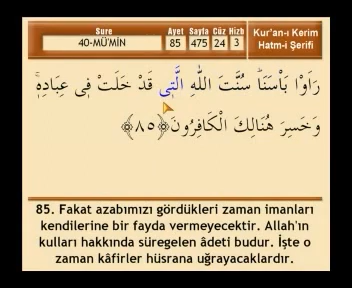 Sure Ayet Sayfa Cüz Hizb
40-MÜ'MİN 85 475 24 3
Kur'an-ı Kerim
Hatm-i Şerifi
رَاَوْا بَأْسَنَاۜ سُنَّتَ اللّٰهِ الَّتٖى قَدْ خَلَتْ فٖى عِبَادِهٖۚ
وَخَسِرَ هُنَالِكَ الْكَافِرُونَ ﴿٨٥﴾
85. Fakat azabımızı gördükleri zaman imanları
kendilerine bir fayda vermeyecektir. Allah'ın
kulları hakkında süregelen âdeti budur. İşte o
zaman kâfirler hüsrana uğrayacaklardır.